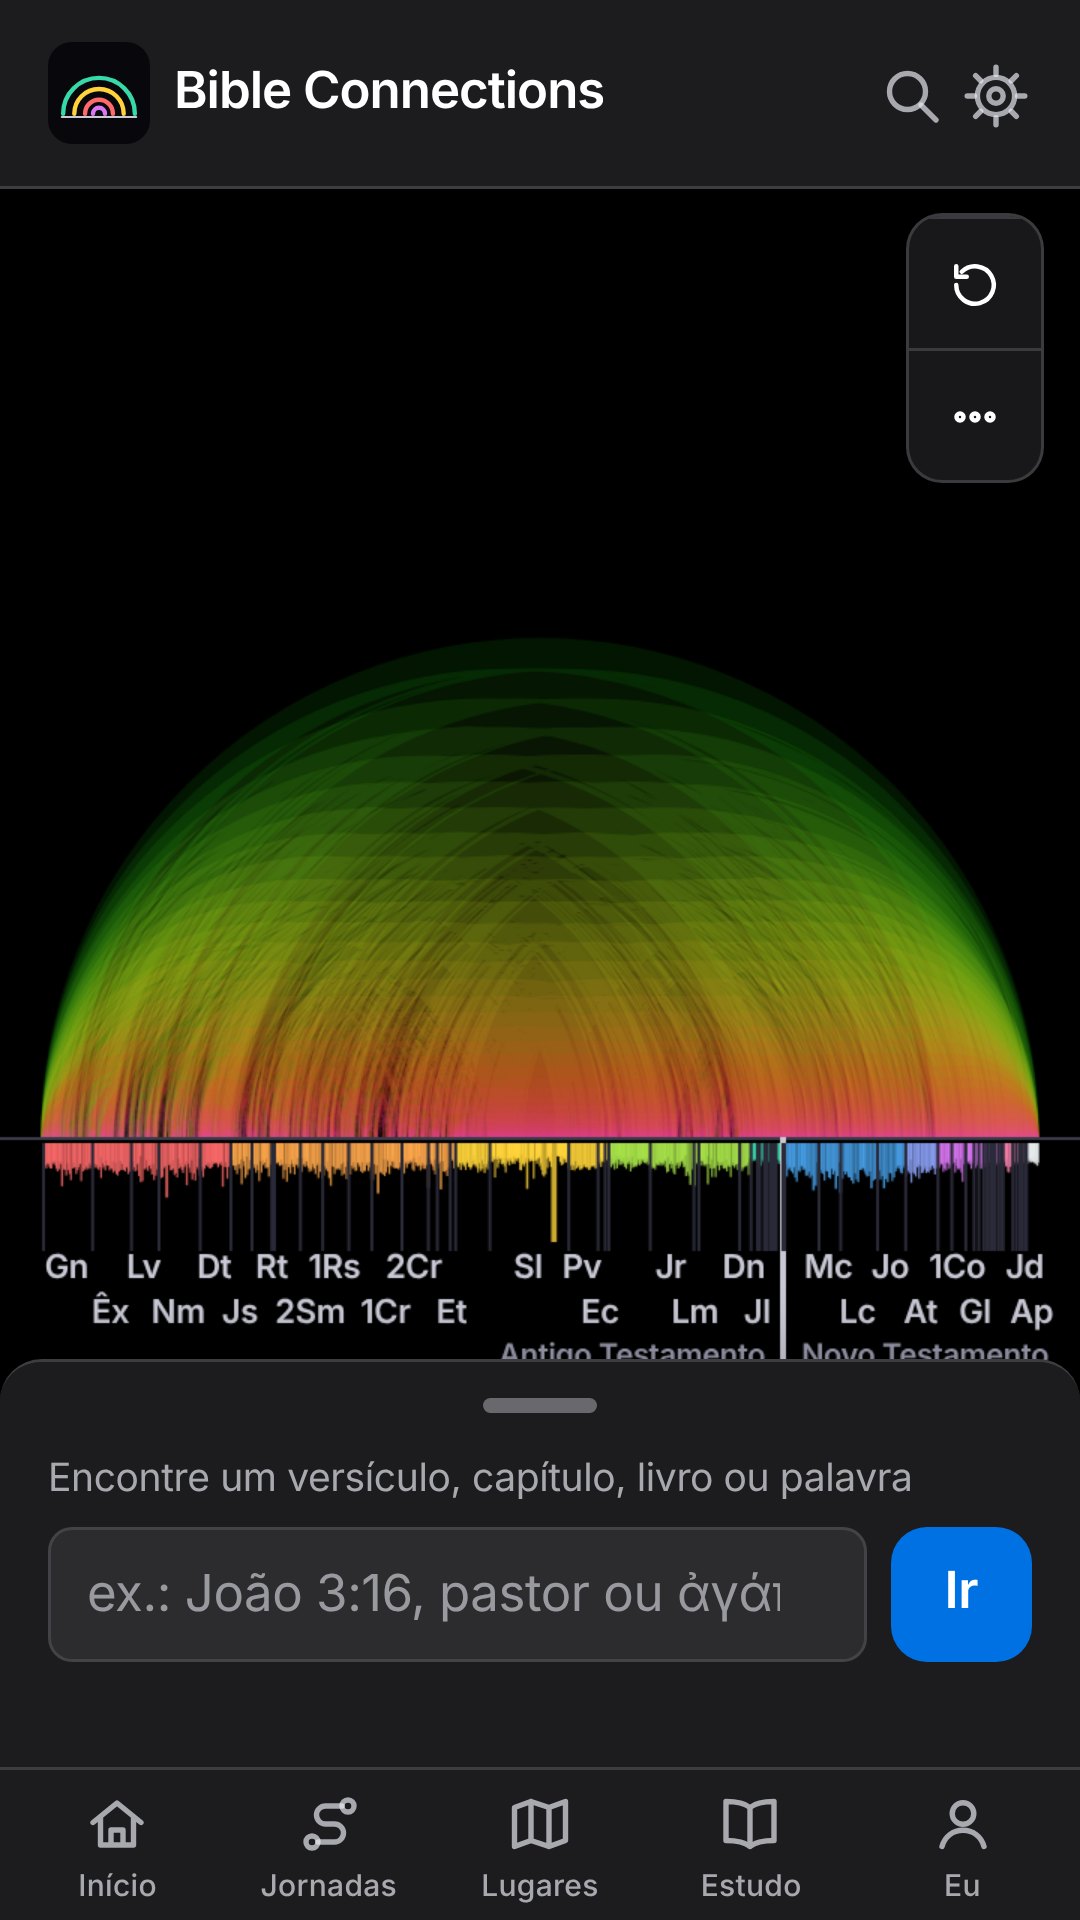 Bible Connections
Gn Lv Dt Rt 1Rs 2Cr Sl Pv Jr Dn Mc Jo 1Co Jd
Êx Nm Js 2Sm 1Cr Et Ec Lm Jl Lc At Gl Ap
Antigo Testamento Novo Testamento
Encontre um versículo, capítulo, livro ou palavra
ex.: João 3:16, pastor ou
Ir
Início Jornadas Lugares Estudo Eu